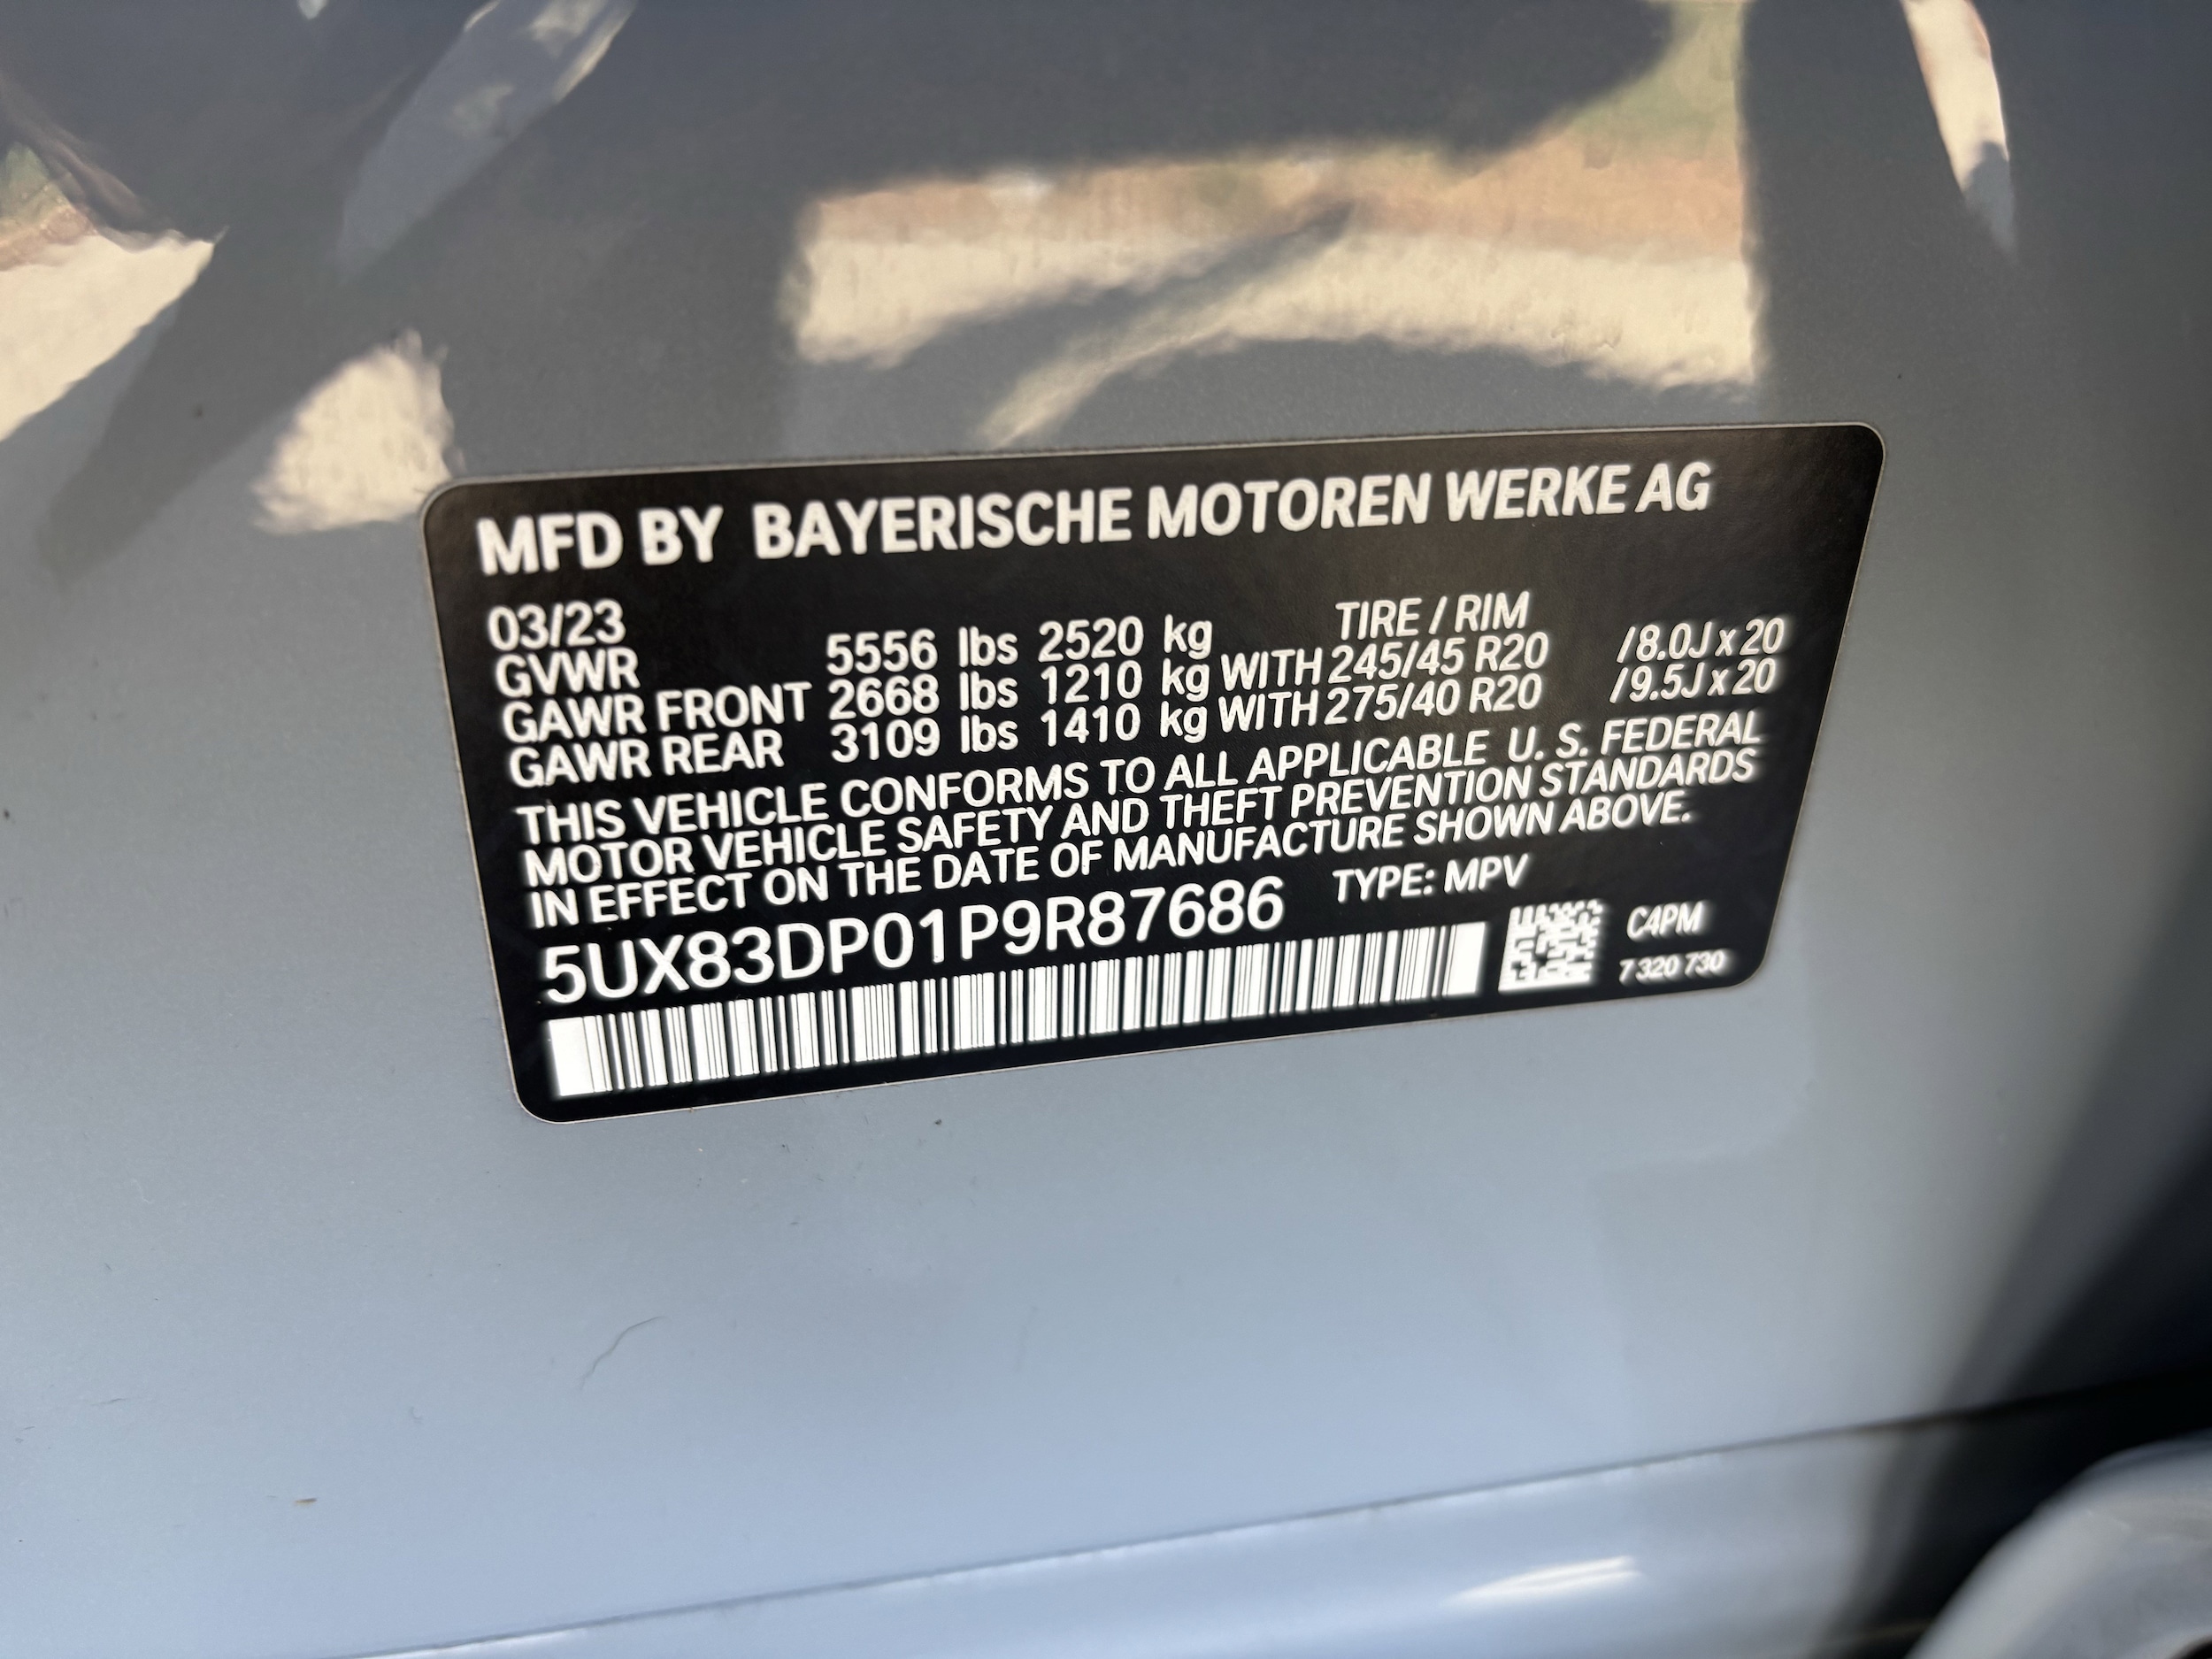 MFD BY BAYERISCHE MOTOREN WERKE AG
03/23 TIRE / RIM
GVWR 5556 lbs 2520 kg
GAWR FRONT 2668 lbs 1210 kg WITH 245/45 R20 /8.0J x 20
GAWR REAR 3109 lbs 1410 kg WITH 275/40 R20 /9.5J x 20
THIS VEHICLE CONFORMS TO ALL APPLICABLE U. S. FEDERAL
MOTOR VEHICLE SAFETY AND THEFT PREVENTION STANDARDS
IN EFFECT ON THE DATE OF MANUFACTURE SHOWN ABOVE.
5UX83DP01P9R87686 TYPE: MPV
C4PM
7 320 730